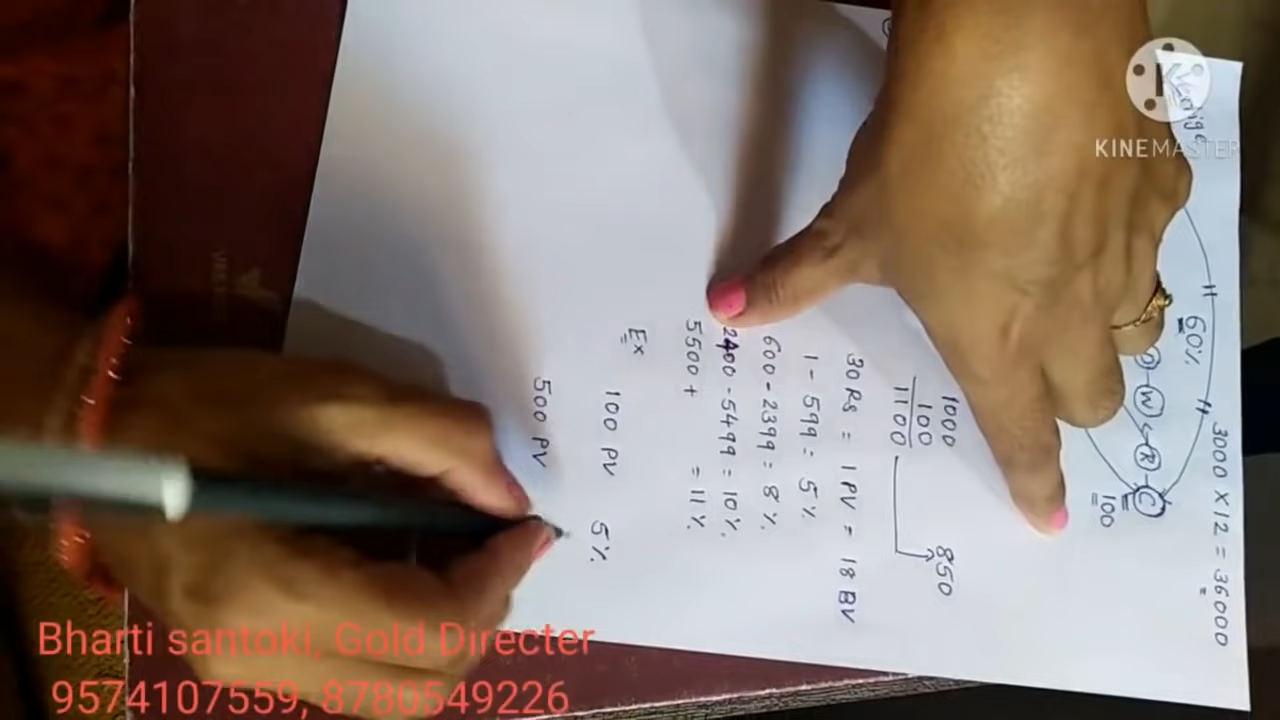 3000 X 12 = 36000
60%
W R C
100
1000
100
1100
850
30 Rs = 1 PV = 18 BV
1 - 599 = 5%
600 - 2399 = 8%
2400 - 5499 = 10%
5500 + = 11%
Ex 100 PV 5%
500 PV
K
KINEMASTER
Bharti santoki, Gold Directer
9574107559, 8780549226